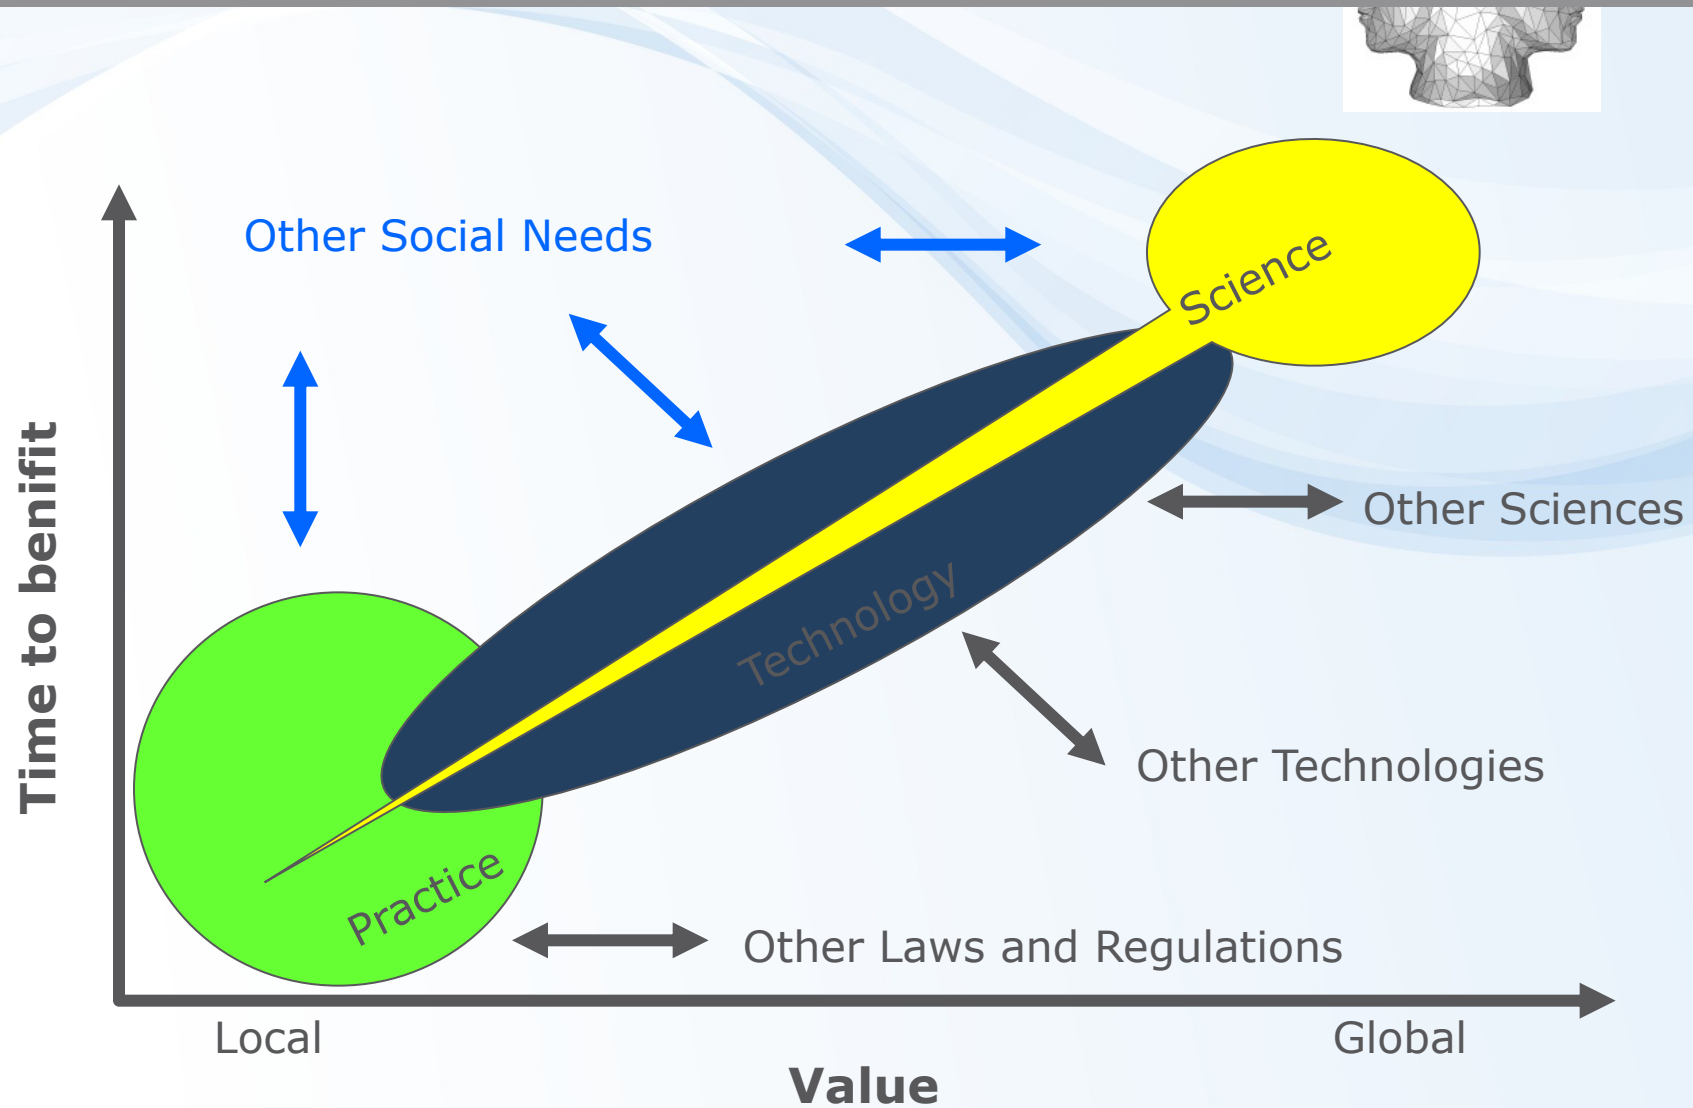 Other Social Needs
Science
Time to benifit
Other Sciences
Technology
Other Technologies
Practice
Other Laws and Regulations
Local
Global
Value